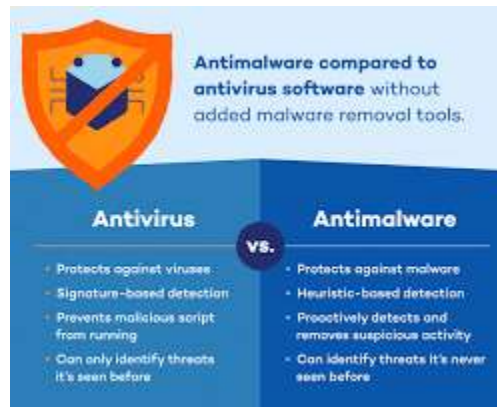 Antimalware compared to
antivirus software without
added malware removal tools.
Antivirus
vs.
Antimalware
• Protects against viruses
• Signature-based detection
• Prevents malicious script
from running
• Can only identify threats
it's seen before
• Protects against malware
• Heuristic-based detection
• Proactively detects and
removes suspicious activity
• Can identify threats it's never
seen before